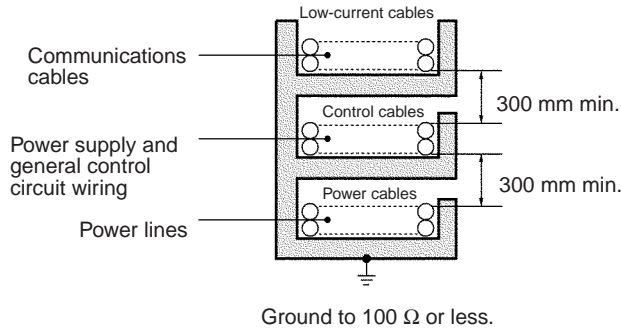 Low-current cables
Communications
cables
300 mm min.
Control cables
Power supply and
general control
circuit wiring
300 mm min.
Power cables
Power lines
Ground to 100 Ω or less.